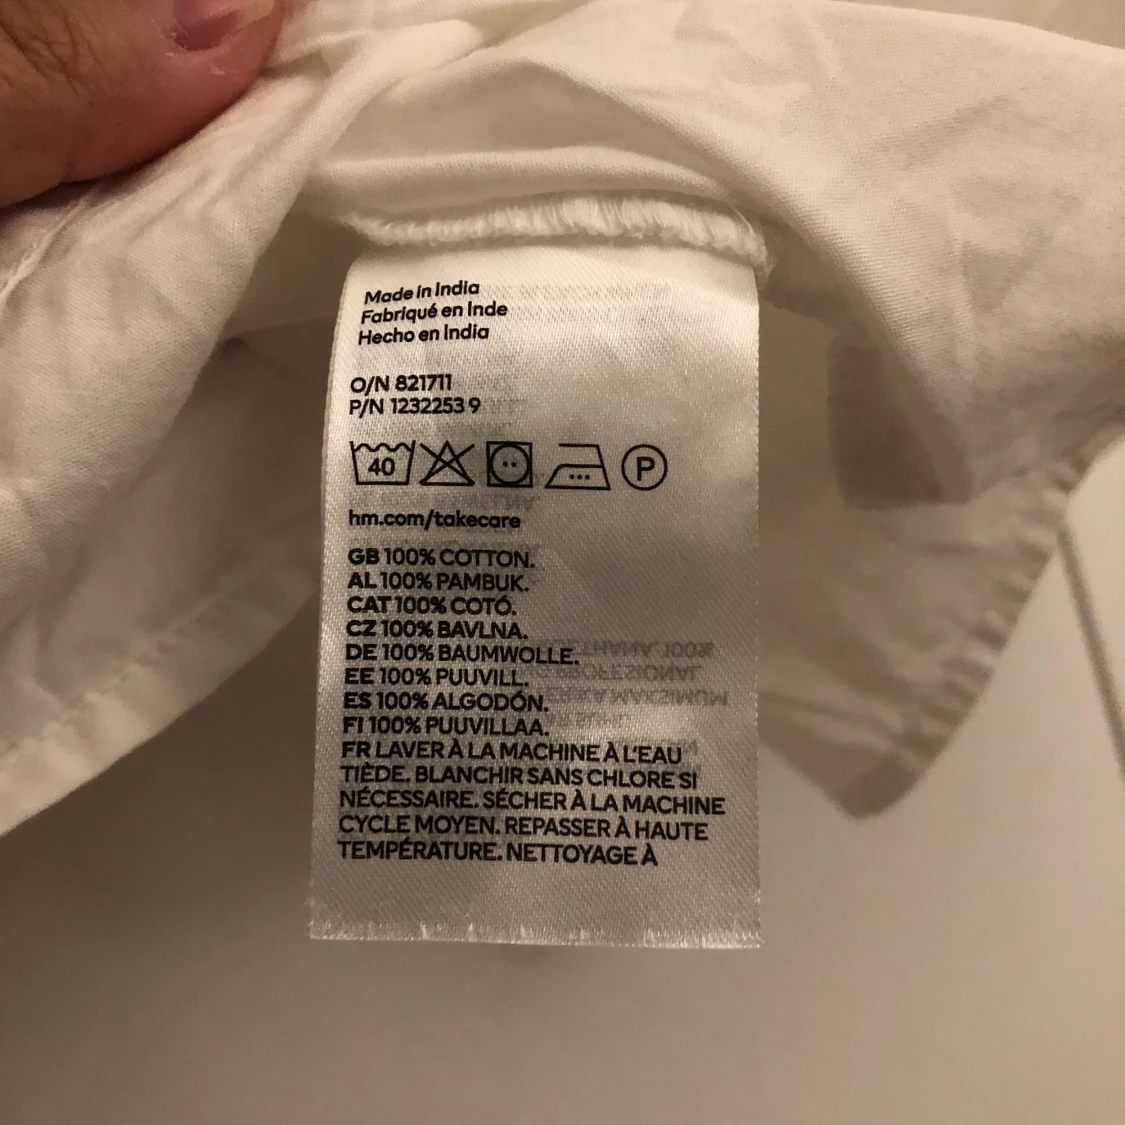 Made in India
Fabriqué en Inde
Hecho en India
O/N 821711
P/N 1232253 9
40
P
hm.com/takecare
GB 100% COTTON.
AL 100% PAMBUK.
CAT 100% COTÓ.
CZ 100% BAVLNA.
DE 100% BAUMWOLLE.
EE 100% PUUVILL.
ES 100% ALGODÓN.
FI 100% PUUVILLAA.
FR LAVER À LA MACHINE À L'EAU
TIÈDE. BLANCHIR SANS CHLORE SI
NÉCESSAIRE. SÉCHER À LA MACHINE
CYCLE MOYEN. REPASSER À HAUTE
TEMPÉRATURE. NETTOYAGE À